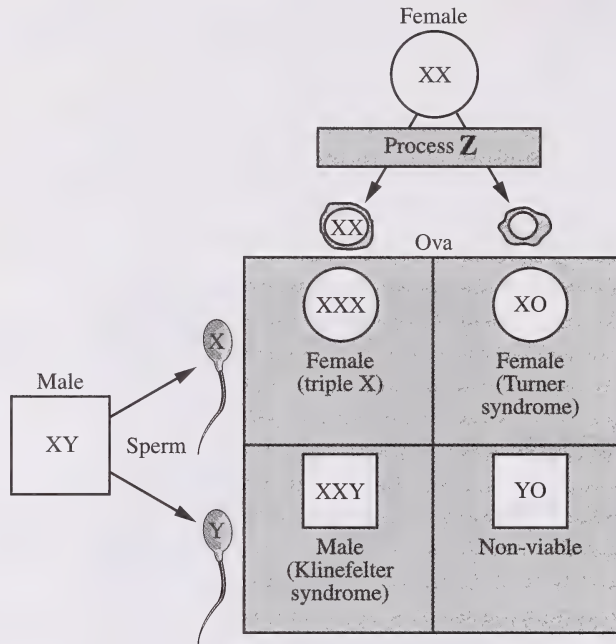 Female
XX
Process Z
XX
Ova
XXX
XO
Female
(triple X)
Female
(Turner
syndrome)
X
Male
XY
Sperm
XXY
YO
Y
Male
(Klinefelter
syndrome)
Non-viable